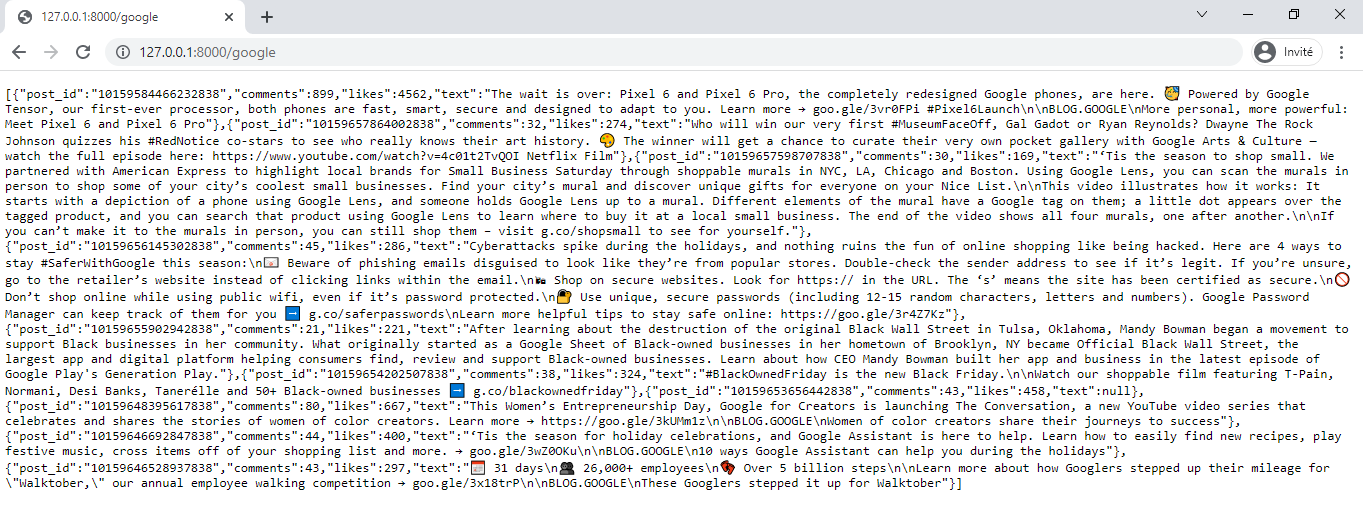 127.0.0.1:8000/google
127.0.0.1:8000/google
Invité
[{"post_id":"10159584466232838","comments":899,"likes":4562,"text":"The wait is over: Pixel 6 and Pixel 6 Pro, the completely redesigned Google phones, are here. 🥳 Powered by Google
Tensor, our first-ever processor, both phones are fast, smart, secure and designed to adapt to you. Learn more → goo.gle/3vr0FPi #Pixel6Launch\n\nBLOG.GOOGLE\nMore personal, more powerful:
Meet Pixel 6 and Pixel 6 Pro"},{"post_id":"10159657864002838","comments":32,"likes":274,"text":"Who will win our very first #MuseumFaceOff, Gal Gadot or Ryan Reynolds? Dwayne The Rock
Johnson quizzes his #RedNotice co-stars to see who really knows their art history. 🎨 The winner will get a chance to curate their very own pocket gallery with Google Arts & Culture —
watch the full episode here: https://www.youtube.com/watch?v=4c01t2TvQOI Netflix Film"},{"post_id":"10159657598707838","comments":30,"likes":169,"text":"‘Tis the season to shop small. We
partnered with American Express to highlight local brands for Small Business Saturday through shoppable murals in NYC, LA, Chicago and Boston. Using Google Lens, you can scan the murals in
person to shop some of your city’s coolest small businesses. Find your city’s mural and discover unique gifts for everyone on your Nice List.\n\nThis video illustrates how it works: It
starts with a depiction of a phone using Google Lens, and someone holds Google Lens up to a mural. Different elements of the mural have a Google tag on them; a little dot appears over the
tagged product, and you can search that product using Google Lens to learn where to buy it at a local small business. The end of the video shows all four murals, one after another.\n\nIf
you can’t make it to the murals in person, you can still shop them – visit g.co/shopsmall to see for yourself."},
{"post_id":"10159656145302838","comments":45,"likes":286,"text":"Cyberattacks spike during the holidays, and nothing ruins the fun of online shopping like being hacked. Here are 4 ways to
stay #SaferWithGoogle this season:\n💌 Beware of phishing emails disguised to look like they’re from popular stores. Double-check the sender address to see if it’s legit. If you’re unsure,
go to the retailer’s website instead of clicking links within the email.\n🗝 Shop on secure websites. Look for https:// in the URL. The ‘s’ means the site has been certified as secure.\n🚫
Don’t shop online while using public wifi, even if it’s password protected.\n🔐 Use unique, secure passwords (including 12-15 random characters, letters and numbers). Google Password
Manager can keep track of them for you ➡️ g.co/saferpasswords\nLearn more helpful tips to stay safe online: https://goo.gle/3r4Z7Kz"},
{"post_id":"10159655902942838","comments":21,"likes":221,"text":"After learning about the destruction of the original Black Wall Street in Tulsa, Oklahoma, Mandy Bowman began a movement to
support Black businesses in her community. What originally started as a Google Sheet of Black-owned businesses in her hometown of Brooklyn, NY became Official Black Wall Street, the
largest app and digital platform helping consumers find, review and support Black-owned businesses. Learn about how CEO Mandy Bowman built her app and business in the latest episode of
Google Play's Generation Play."},{"post_id":"10159654202507838","comments":38,"likes":324,"text":"#BlackOwnedFriday is the new Black Friday.\n\nWatch our shoppable film featuring T-Pain,
Normani, Desi Banks, Tanerélle and 50+ Black-owned businesses ➡️ g.co/blackownedfriday"},{"post_id":"10159653656442838","comments":43,"likes":458,"text":null},
{"post_id":"10159648395617838","comments":80,"likes":667,"text":"This Women’s Entrepreneurship Day, Google for Creators is launching The Conversation, a new YouTube video series that
celebrates and shares the stories of women of color creators. Learn more → https://goo.gle/3kUMm1z\n\nBLOG.GOOGLE\nWomen of color creators share their journeys to success"},
{"post_id":"10159646692847838","comments":44,"likes":400,"text":"‘Tis the season for holiday celebrations, and Google Assistant is here to help. Learn how to easily find new recipes, play
festive music, cross items off of your shopping list and more. → goo.gle/3wZ0OKu\n\nBLOG.GOOGLE\n10 ways Google Assistant can help you during the holidays"},
{"post_id":"10159646528937838","comments":43,"likes":297,"text":"📅 31 days\n👥 26,000+ employees\n👣 Over 5 billion steps\n\nLearn more about how Googlers stepped up their mileage for
\"Walktober,\" our annual employee walking competition → goo.gle/3x18trP\n\nBLOG.GOOGLE\nThese Googlers stepped it up for Walktober"}]